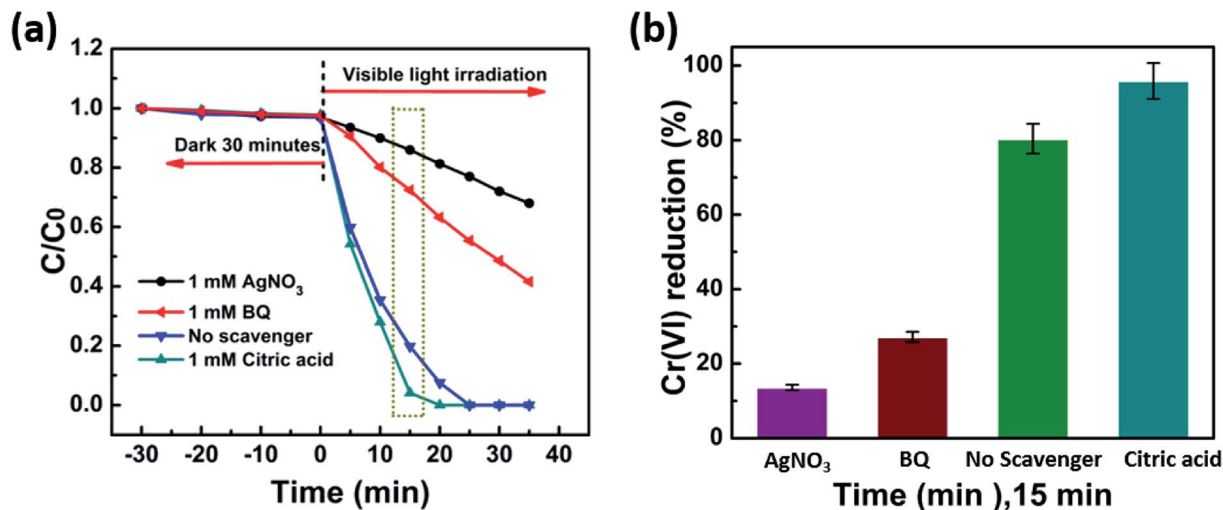 (a)
Visible light irradiation
Dark 30 minutes
C/C0
1.0
0.8
0.6
0.4
0.2
0.0
1 mM AgNO₃
1 mM BQ
No scavenger
1 mM Citric acid
-30 -20 -10 0 10 20 30 40
Time (min)
(b)
Cr(VI) reduction (%)
100
80
60
40
20
0
AgNO₃ BQ No Scavenger Citric acid
Time (min ),15 min